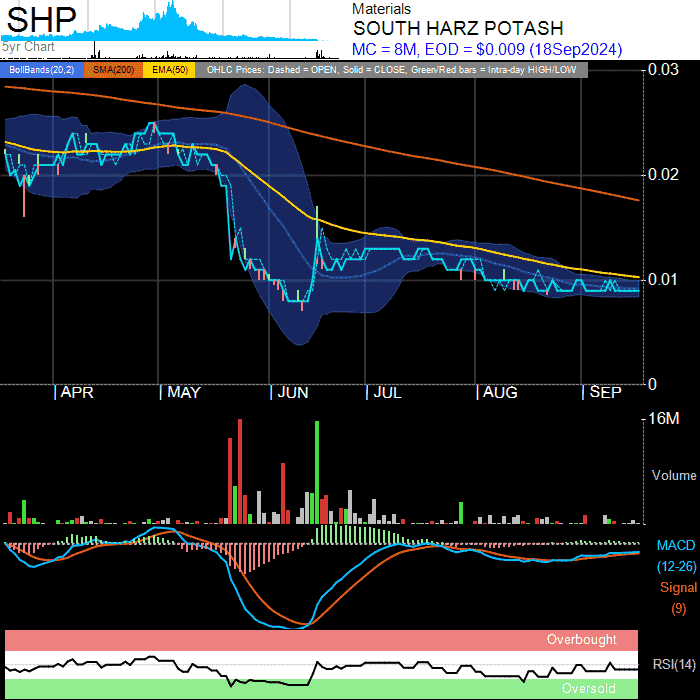 SHP
5yr Chart
Materials
SOUTH HARZ POTASH
MC = 8M, EOD = $0.009 (18Sep2024)
BollBands(20,2) SMA(200) EMA(50) OHLC Prices: Dashed = OPEN, Solid = CLOSE, Green/Red bars = Intra-day HIGH/LOW
0.03
0.02
0.01
0
APR MAY JUN JUL AUG SEP
16M
Volume
MACD
(12-26)
Signal
(9)
Overbought
RSI(14)
Oversold